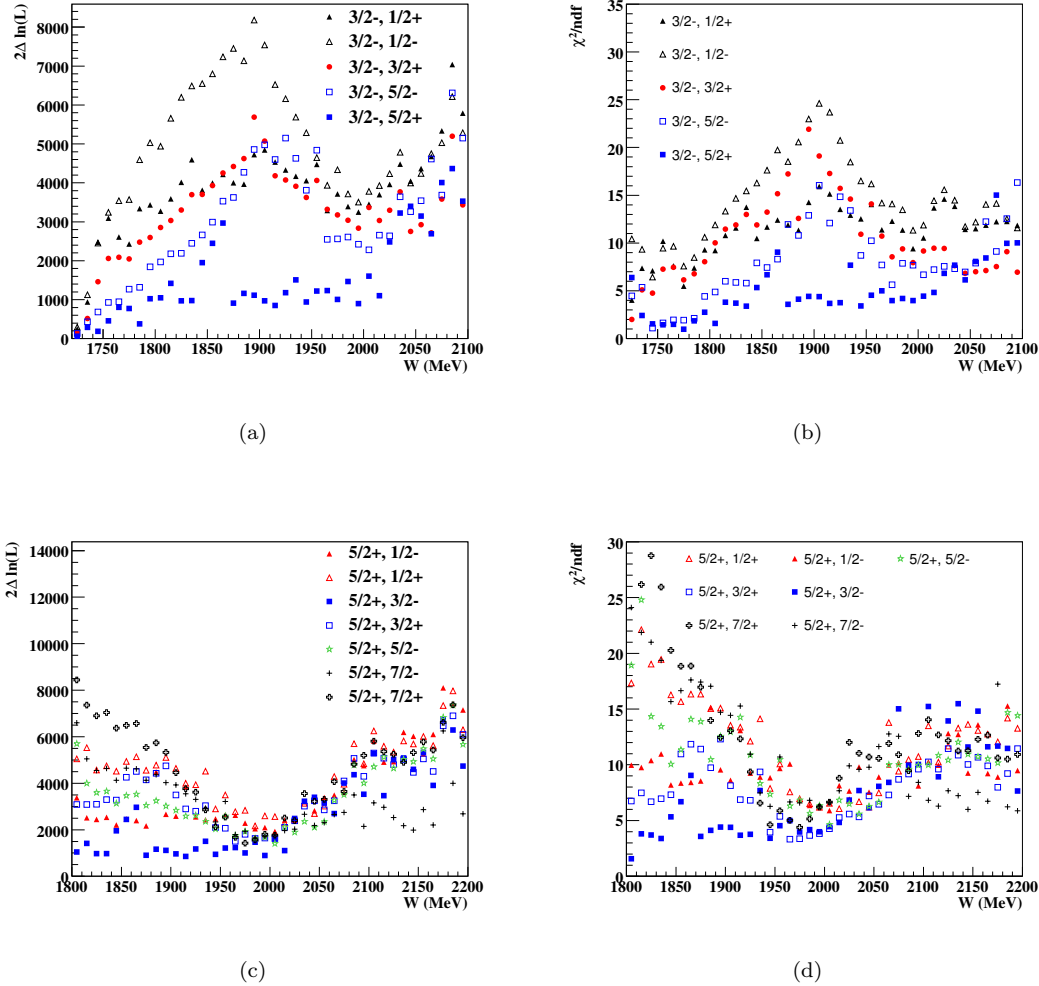 2Δ ln(L)
8000
7000
6000
5000
4000
3000
2000
1000
0
3/2-, 1/2+
3/2-, 1/2-
3/2-, 3/2+
3/2-, 5/2-
3/2-, 5/2+
1750 1800 1850 1900 1950 2000 2050 2100
W (MeV)
(a)
χ²/ndf
35
30
25
20
15
10
5
0
3/2-, 1/2+
3/2-, 1/2-
3/2-, 3/2+
3/2-, 5/2-
3/2-, 5/2+
1750 1800 1850 1900 1950 2000 2050 2100
W (MeV)
(b)
2Δ ln(L)
14000
12000
10000
8000
6000
4000
2000
0
5/2+, 1/2-
5/2+, 1/2+
5/2+, 3/2-
5/2+, 3/2+
5/2+, 5/2-
5/2+, 7/2-
5/2+, 7/2+
1800 1850 1900 1950 2000 2050 2100 2150 2200
W (MeV)
(c)
χ²/ndf
30
25
20
15
10
5
0
5/2+, 1/2+ 5/2+, 1/2- 5/2+, 5/2-
5/2+, 3/2+ 5/2+, 3/2-
5/2+, 7/2+ 5/2+, 7/2-
1800 1850 1900 1950 2000 2050 2100 2150 2200
W (MeV)
(d)